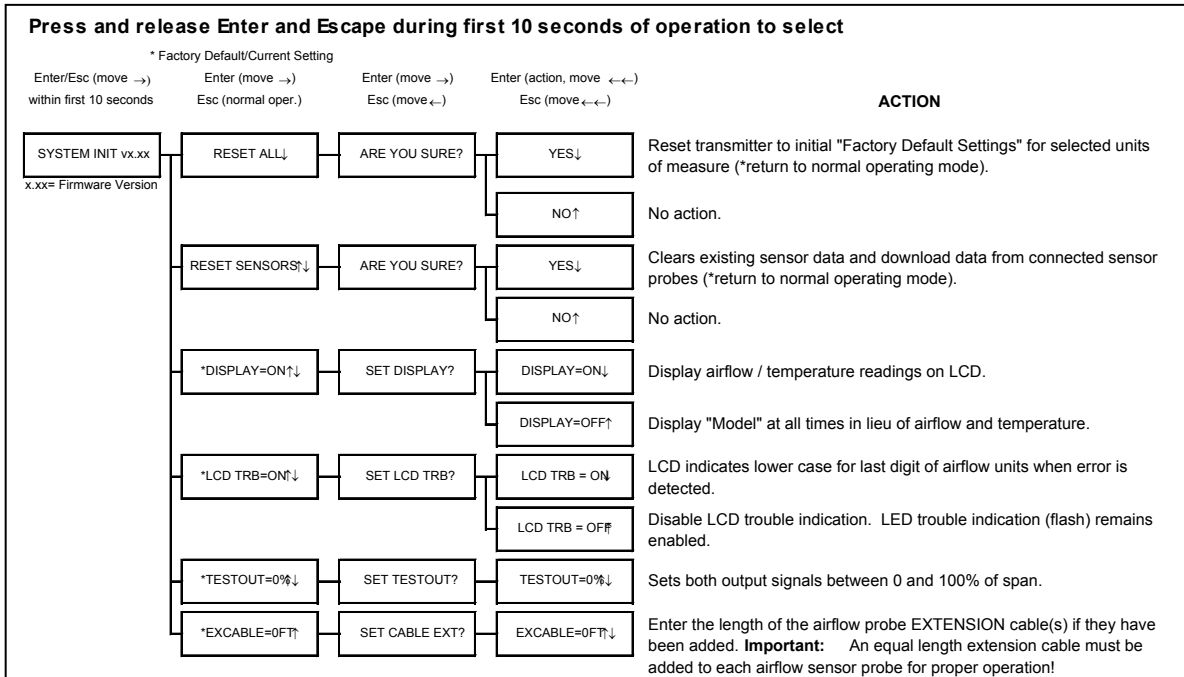 Press and release Enter and Escape during first 10 seconds of operation to select
* Factory Default/Current Setting
Enter/Esc (move →) Enter (move →) Enter (move →) Enter (action, move ←←)
within first 10 seconds Esc (normal oper.) Esc (move←) Esc (move←←) ACTION
SYSTEM INIT vx.xx RESET ALL↓ ARE YOU SURE? YES↓ Reset transmitter to initial "Factory Default Settings" for selected units
of measure (*return to normal operating mode).
x.xx= Firmware Version
NO↑ No action.
RESET SENSORS↑↓ ARE YOU SURE? YES↓ Clears existing sensor data and download data from connected sensor
probes (*return to normal operating mode).
NO↑ No action.
*DISPLAY=ON↑↓ SET DISPLAY? DISPLAY=ON↓ Display airflow / temperature readings on LCD.
DISPLAY=OFF↑ Display "Model" at all times in lieu of airflow and temperature.
*LCD TRB=ON↑↓ SET LCD TRB? LCD TRB = ON↓ LCD indicates lower case for last digit of airflow units when error is
detected.
LCD TRB = OFF↑ Disable LCD trouble indication. LED trouble indication (flash) remains
enabled.
*TESTOUT=0%↑↓ SET TESTOUT? TESTOUT=0%↑↓ Sets both output signals between 0 and 100% of span.
*EXCABLE=0FT↑ SET CABLE EXT? EXCABLE=0FT↑↓ Enter the length of the airflow probe EXTENSION cable(s) if they have
been added. Important: An equal length extension cable must be
added to each airflow sensor probe for proper operation!